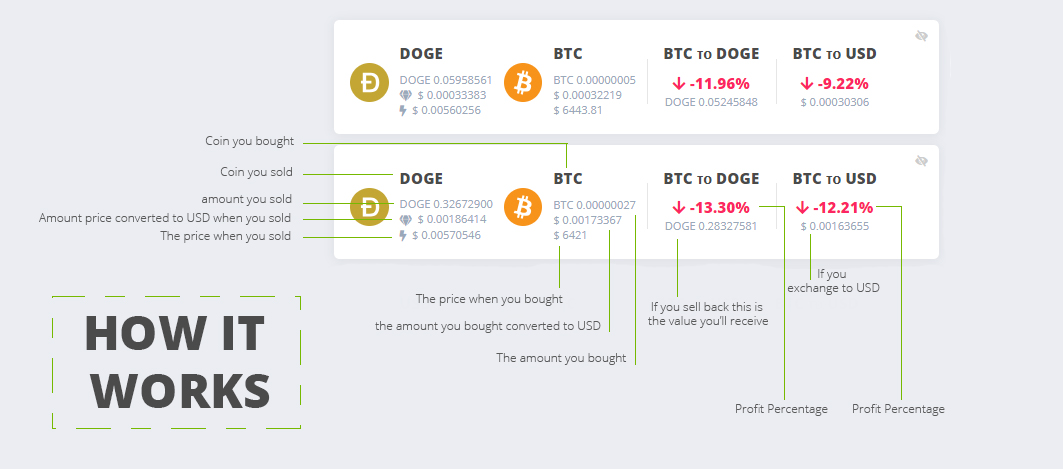 DOGE
DOGE 0.05958561
$ 0.00033383
$ 0.00560256
BTC
BTC 0.00000005
$ 0.00032219
$ 6443.81
BTC TO DOGE
-11.96%
DOGE 0.05245848
BTC TO USD
-9.22%
$ 0.00030306
Coin you bought
Coin you sold
amount you sold
Amount price converted to USD when you sold
The price when you sold
DOGE
DOGE 0.32672900
$ 0.00186414
$ 0.00570546
BTC
BTC 0.00000027
$ 0.00173367
$ 6421
BTC TO DOGE
-13.30%
DOGE 0.28327581
BTC TO USD
-12.21%
$ 0.00163655
If you
exchange to USD
The price when you bought
If you sell back this is
the value you'll receive
the amount you bought converted to USD
The amount you bought
Profit Percentage
Profit Percentage
HOW IT
WORKS